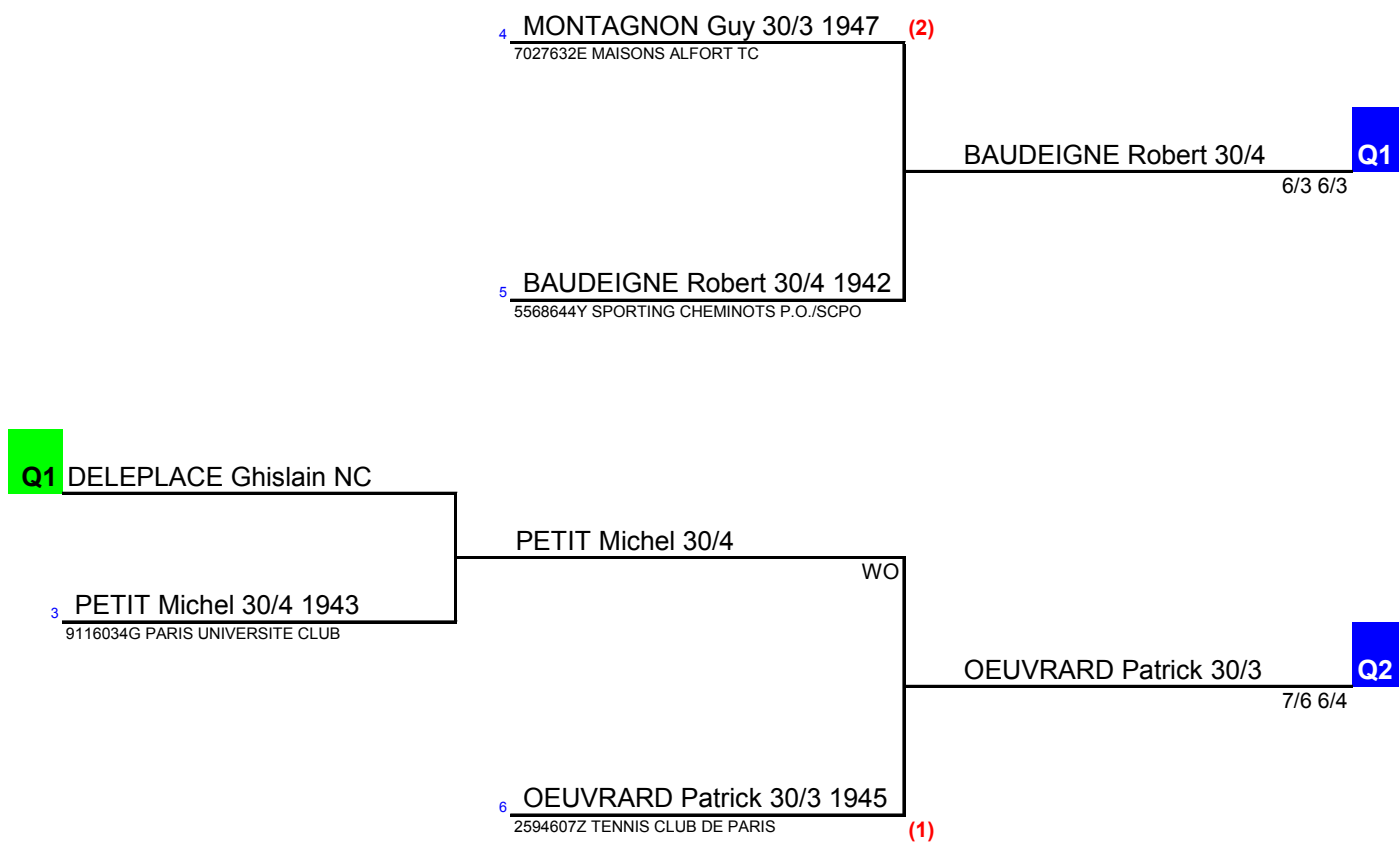 4 MONTAGNON Guy 30/3 1947 (2)
7027632E MAISONS ALFORT TC
BAUDEIGNE Robert 30/4 Q1
6/3 6/3
5 BAUDEIGNE Robert 30/4 1942
5568644Y SPORTING CHEMINOTS P.O./SCPO
Q1 DELEPLACE Ghislain NC
PETIT Michel 30/4
WO
3 PETIT Michel 30/4 1943
9116034G PARIS UNIVERSITE CLUB
OEUVRARD Patrick 30/3 Q2
7/6 6/4
6 OEUVRARD Patrick 30/3 1945
2594607Z TENNIS CLUB DE PARIS (1)